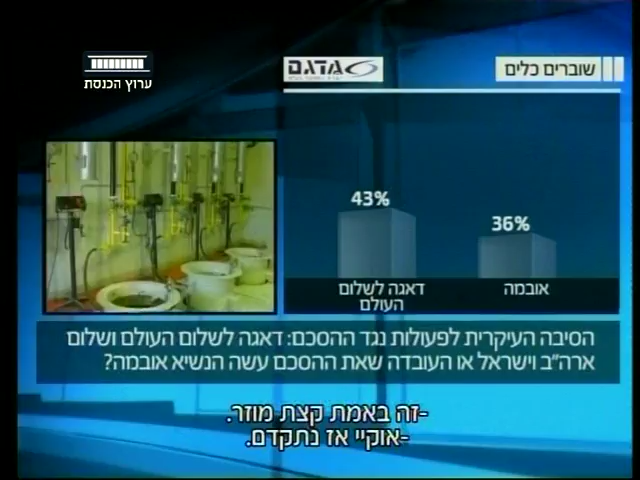 שוברים כלים
DATA
ערוץ הכנסת
43%
36%
דאגה לשלום
העולם
אובמה
הסיבה העיקרית לפעולות נגד ההסכם: דאגה לשלום העולם ושלום
ארה"ב וישראל או העובדה שאת ההסכם עשה הנשיא אובמה?
-זה באמת קצת מוזר.
-אוקיי אז נתקדם.